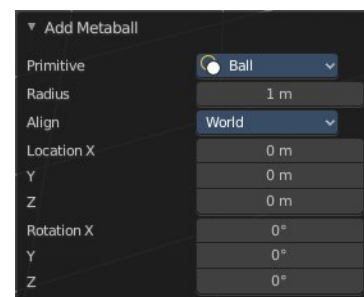 Add Metaball
Primitive Ball
Radius 1 m
Align World
Location X 0 m
Y 0 m
Z 0 m
Rotation X 0°
Y 0°
Z 0°